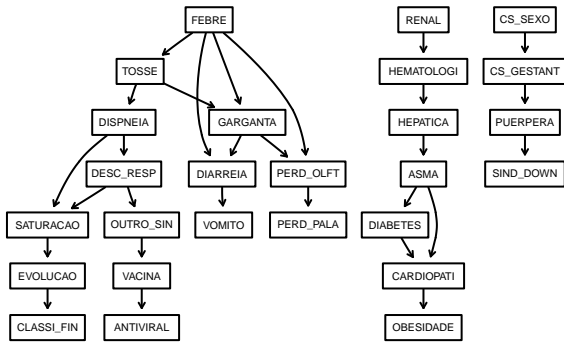 FEBRE RENAL CS_SEXO
TOSSE HEMATOLOGI CS_GESTANT
DISPNEIA GARGANTA HEPATICA PUERPERA
DESC_RESP DIARREIA PERD_OLFT ASMA SIND_DOWN
SATURACAO OUTRO_SIN VOMITO PERD_PALA DIABETES
EVOLUCAO VACINA CARDIOPATI
CLASSI_FIN ANTIVIRAL OBESIDADE